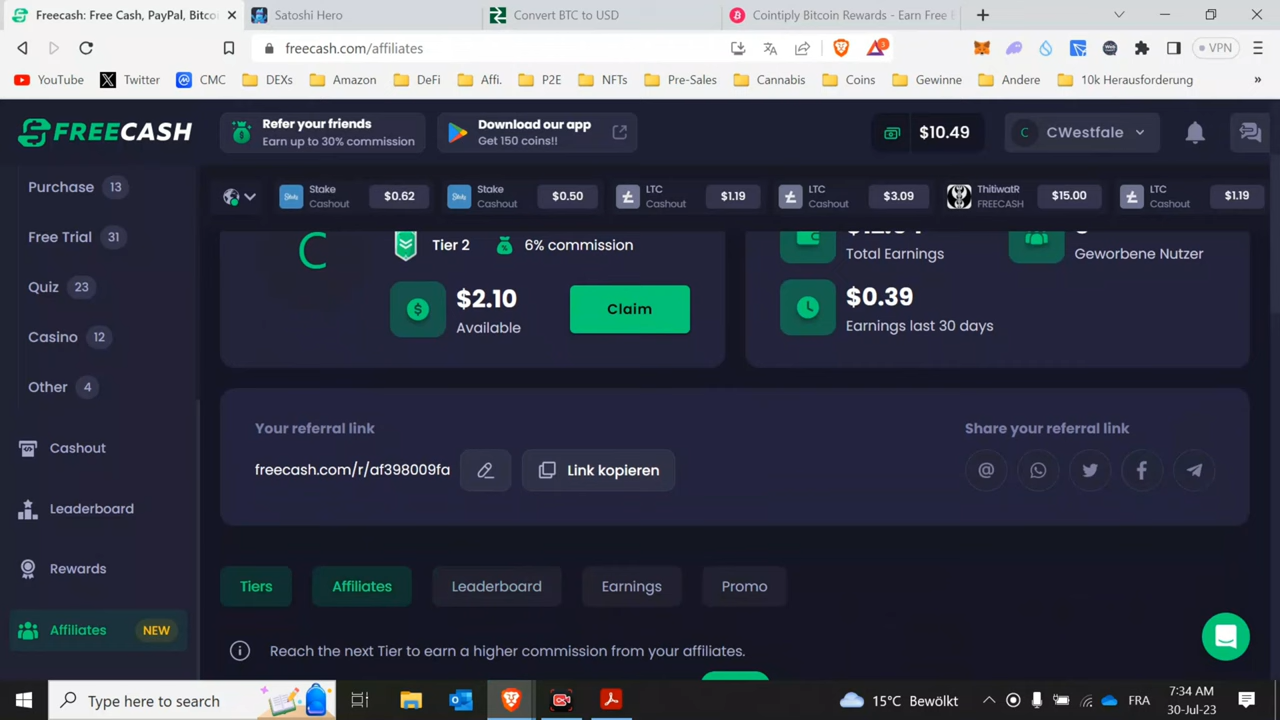 Freecash: Free Cash, PayPal, Bitco
Satoshi Hero
Convert BTC to USD
Cointiply Bitcoin Rewards - Earn Free
freecash.com/affiliates
VPN
YouTube
Twitter
CMC
DEXs
Amazon
DeFi
Affi.
P2E
NFTs
Pre-Sales
Cannabis
Coins
Gewinne
Andere
10k Herausforderung
»
FREECASH
Refer your friends
Earn up to 30% commission
Download our app
Get 150 coins!!
$10.49
C
CWestfale
Purchase 13
Free Trial 31
Quiz 23
Casino 12
Other 4
Cashout
Leaderboard
Rewards
Affiliates NEW
Stake
Cashout
$0.62
Stake
Cashout
$0.50
LTC
Cashout
$1.19
LTC
Cashout
$3.09
ThitiwatR
FREECASH
$15.00
LTC
Cashout
$1.19
C
Tier 2
6% commission
$2.10
Available
Claim
Total Earnings
Geworbene Nutzer
$0.39
Earnings last 30 days
Your referral link
freecash.com/r/af398009fa
Link kopieren
Share your referral link
Tiers
Affiliates
Leaderboard
Earnings
Promo
Reach the next Tier to earn a higher commission from your affiliates.
Type here to search
15°C Bewölkt
FRA
7:34 AM
30-Jul-23